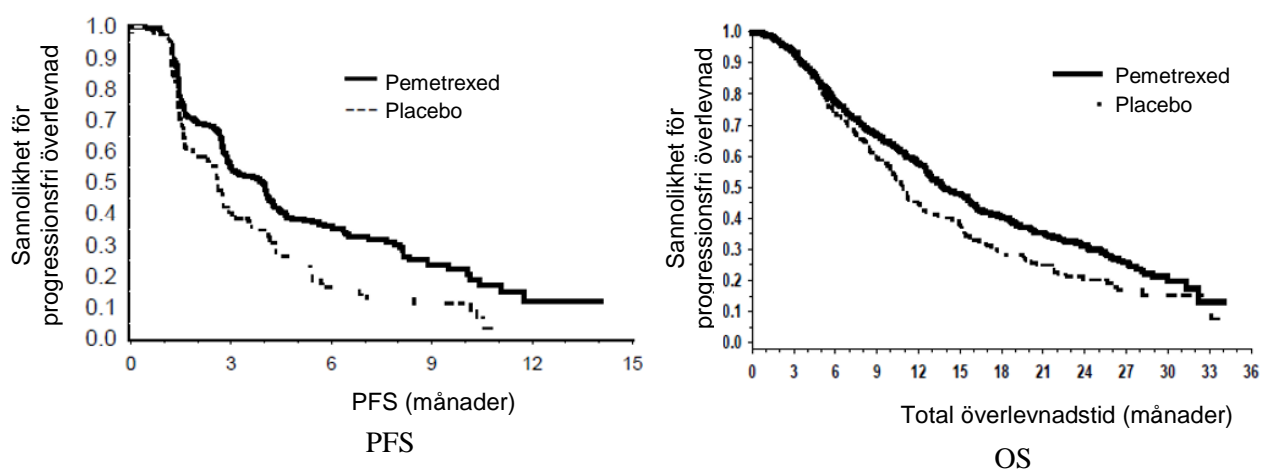 Sannolikhet för
progressionsfri överlevnad
1.0
0.9
0.8
0.7
0.6
0.5
0.4
0.3
0.2
0.1
0.0
Pemetrexed
Placebo
0 3 6 9 12 15
PFS (månader)
PFS
Sannolikhet för
progressionsfri överlevnad
1.0
0.9
0.8
0.7
0.6
0.5
0.4
0.3
0.2
0.1
0.0
Pemetrexed
Placebo
0 3 6 9 12 15 18 21 24 27 30 33 36
Total överlevnadstid (månader)
OS